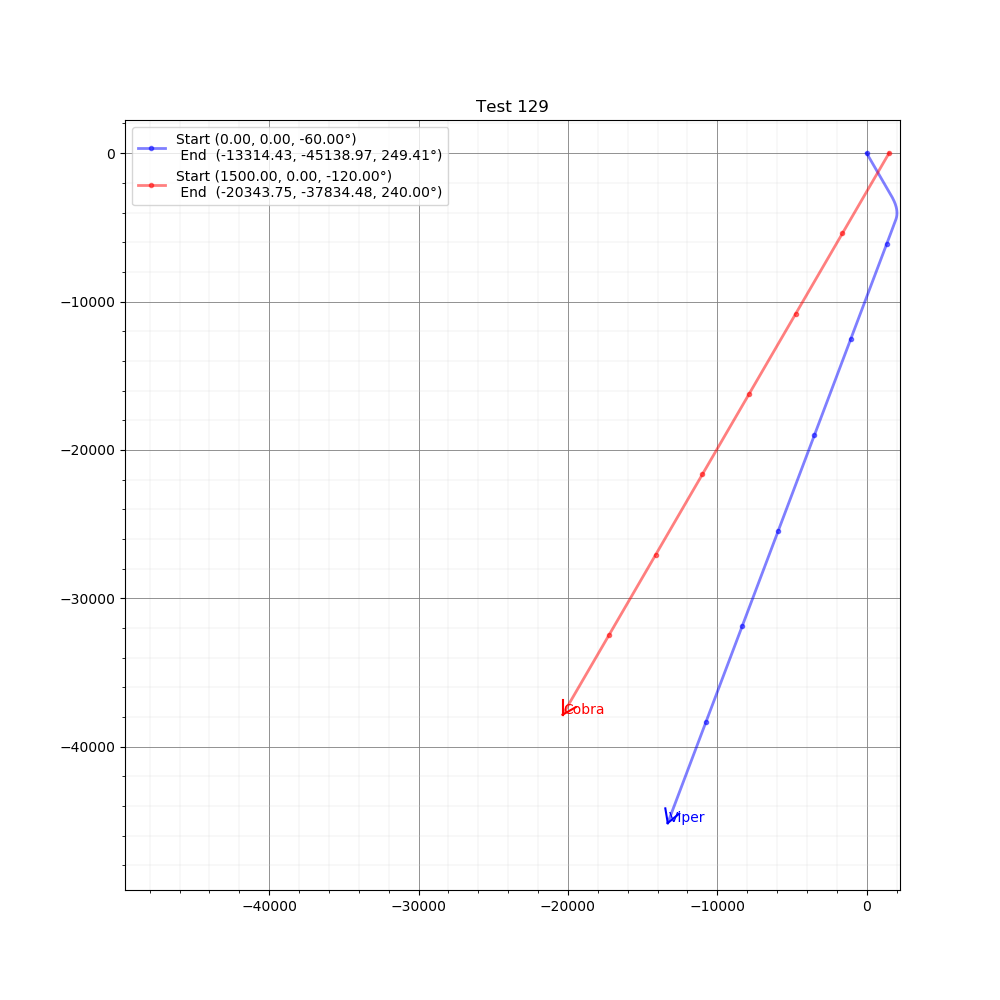 Test 129
Start (0.00, 0.00, -60.00°)
End  (-13314.43, -45138.97, 249.41°)
Start (1500.00, 0.00, -120.00°)
End  (-20343.75, -37834.48, 240.00°)
0
−10000
−20000
−30000
−40000
Cobra
Viper
−40000
−30000
−20000
−10000
0